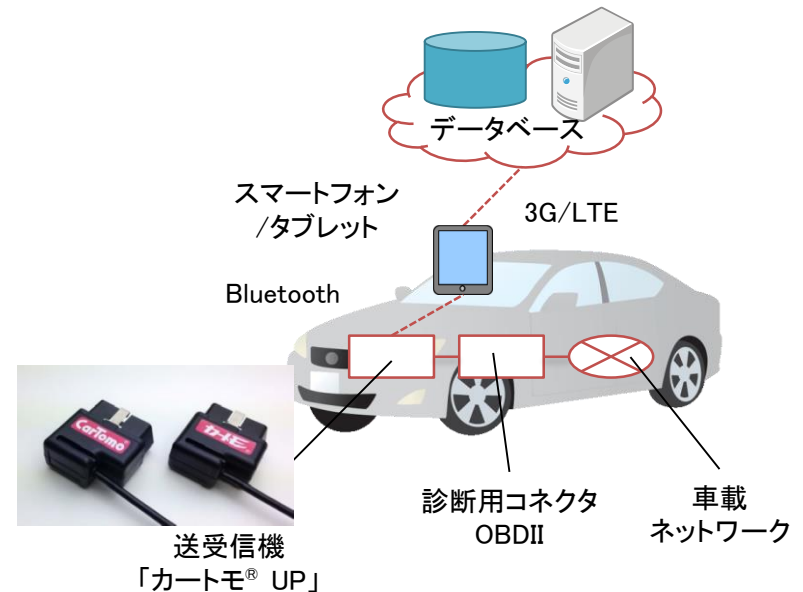 データベース
スマートフォン
/タブレット
3G/LTE
Bluetooth
CarTomo
カートモ
診断用コネクタ
OBDII
車載
ネットワーク
送受信機
「カートモ® UP」